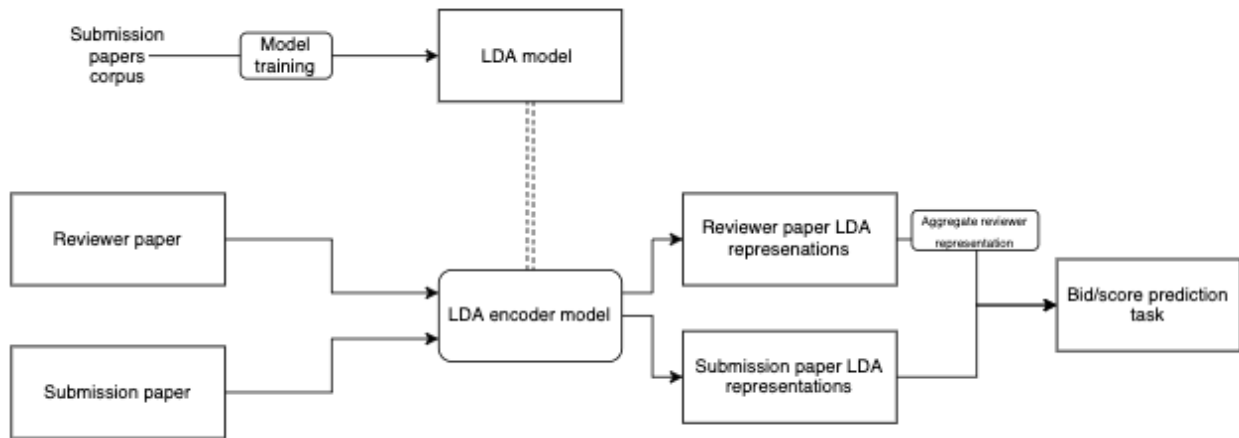 Submission
papers
corpus
Model
training
LDA model
Reviewer paper
Reviewer paper LDA
represenations
Aggregate reviewer
representation
LDA encoder model
Bid/score prediction
task
Submission paper
Submission paper LDA
representations